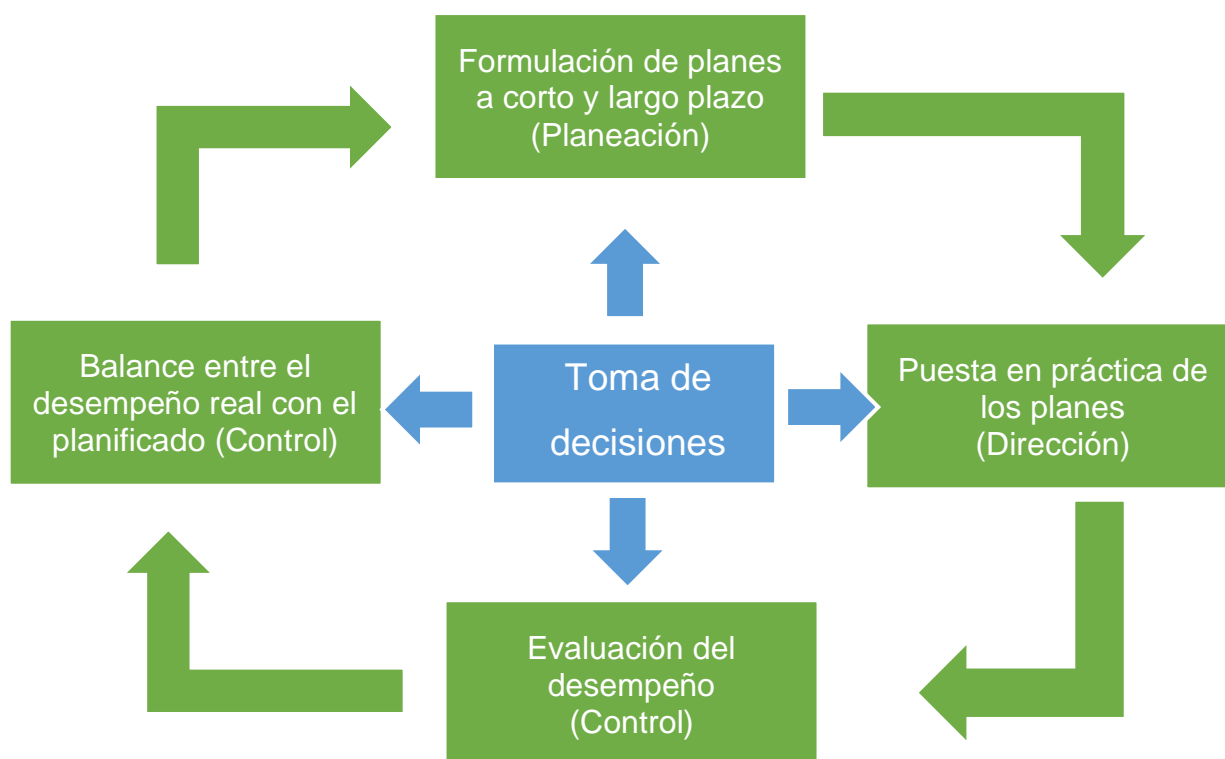 Formulación de planes
a corto y largo plazo
(Planeación)
Balance entre el
desempeño real con el
planificado (Control)
Toma de
decisiones
Puesta en práctica de
los planes
(Dirección)
Evaluación del
desempeño
(Control)